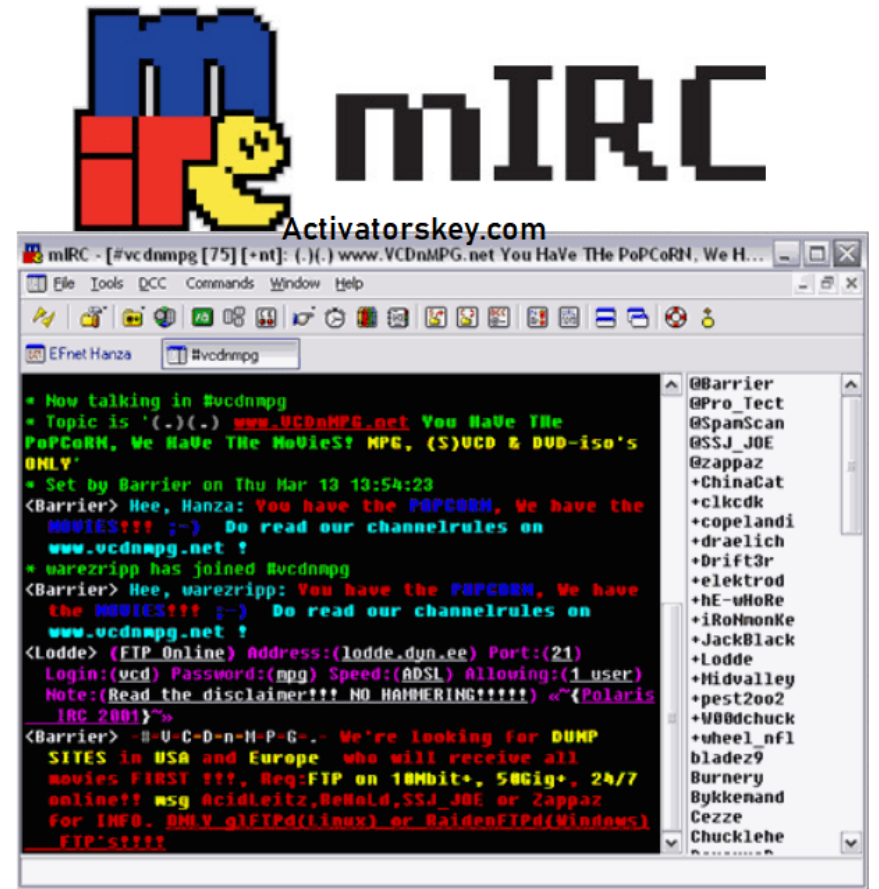 mIRC
mIRC
Activatorskey.com
mIRC - [#vcdnmpg [75] [+nt]: (.)(.) www.VCDnMPG.net You HaVe THe PoPCoRN, We H...
File Tools DCC Commands Window Help
EFnet Hanza #vcdnmpg
* Now talking in #vcdnmpg
* Topic is '(.)(.) www.VCDnMPG.net You HaVe THe
PoPCoRN, We HaVe THe MoVieS! MPG, (S)VCD & DVD-iso's
ONLY'
* Set by Barrier on Thu Mar 13 13:54:23
<Barrier> Hee, Hanza: You have the POPCORN, We have the
MOVIES!!! ;-) Do read our channelrules on
www.vcdnmpg.net !
* warezripp has joined #vcdnmpg
<Barrier> Hee, warezripp: You have the POPCORN, We have
the MOVIES!!! ;-) Do read our channelrules on
www.vcdnmpg.net !
<Lodde> (FTP Online) Address:(lodde.dyn.ee) Port:(21)
Login:(vcd) Password:(mpg) Speed:(ADSL) Allowing:(1 user)
Note:(Read the disclaimer!!! NO HAMMERING!!!!!) «~{Polaris
IRC 2001}~»
<Barrier> -#-V-C-D-n-M-P-G-.- We're looking for DUMP
SITES in USA and Europe who will receive all
movies FIRST !!!, Req:FTP on 10Mbit+, 50Gig+, 24/7
online!! msg AcidLeitz,BeHoLd,SSJ_JOE or Zappaz
for INFO. ONLY glFTPd(Linux) or RaidenFTPd(Windows)
FTP's!!!!
@Barrier
@Pro_Tect
@SpamScan
@SSJ_JOE
@zappaz
+ChinaCat
+clkcdk
+copelandi
+draelich
+Drift3r
+elektrod
+hE-wHoRe
+iRoNmonKe
+JackBlack
+Lodde
+Midvalley
+pest2oo2
+W00dchuck
+wheel_nfl
bladez9
Burnery
Bykkemand
Cezze
Chucklehe